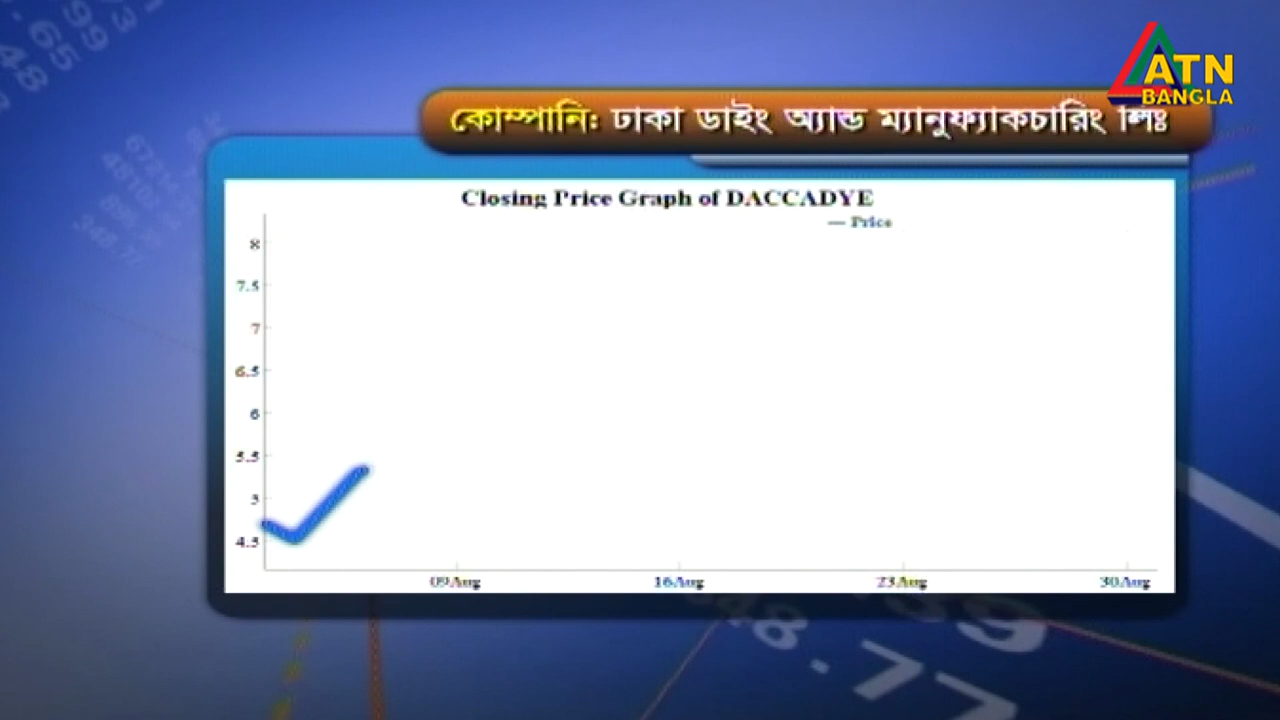 ATN
BANGLA
কোম্পানি: ঢাকা ডাইং অ্যান্ড ম্যানুফ্যাকচারিং লিঃ
Closing Price Graph of DACCADYE
— Price
8
7.5
7
6.5
6
5.5
5
4.5
09Aug
16Aug
23Aug
30Aug